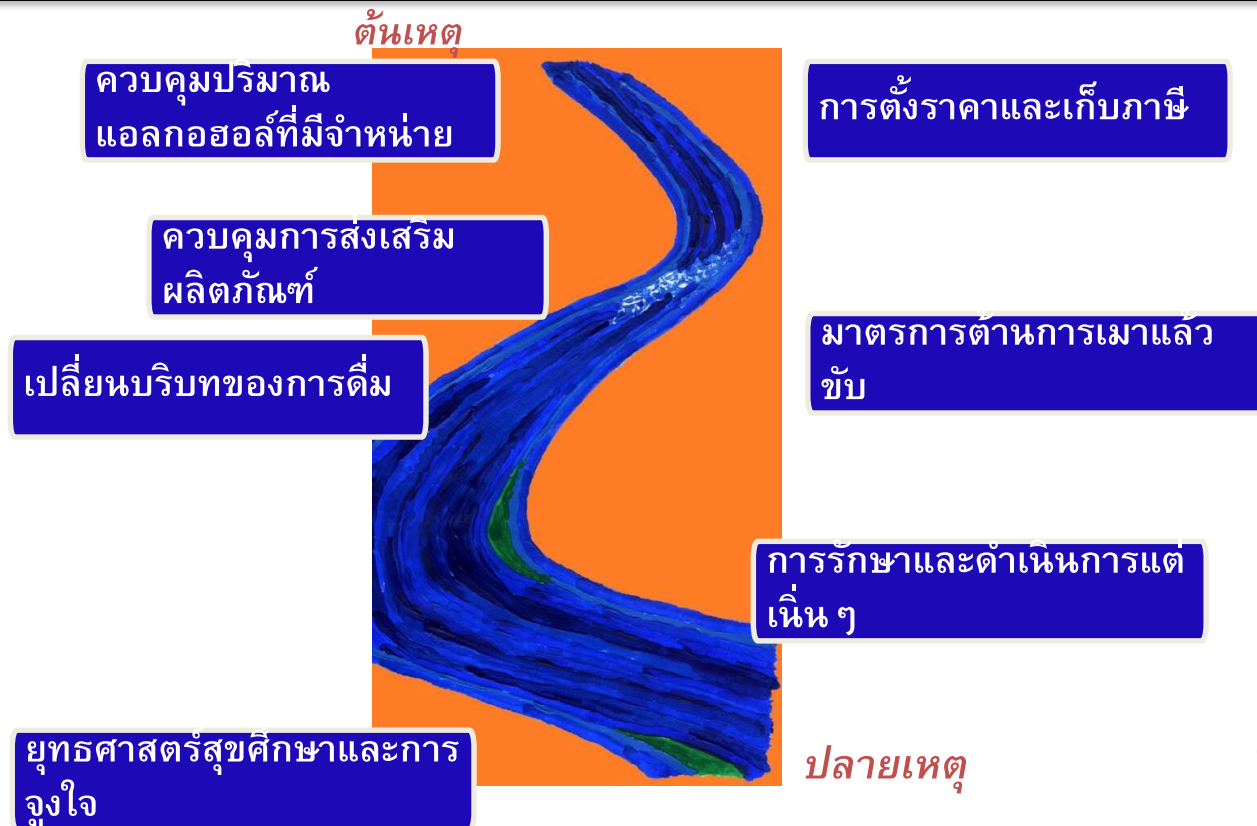 ต้นเหตุ
ควบคุมปริมาณ
แอลกอฮอล์ที่มีจำหน่าย
การตั้งราคาและเก็บภาษี
ควบคุมการส่งเสริม
ผลิตภัณฑ์
มาตรการต้านการเมาแล้ว
ขับ
เปลี่ยนบริบทของการดื่ม
การรักษาและดำเนินการแต่
เนิ่น ๆ
ยุทธศาสตร์สุขศึกษาและการ
จูงใจ
ปลายเหตุ